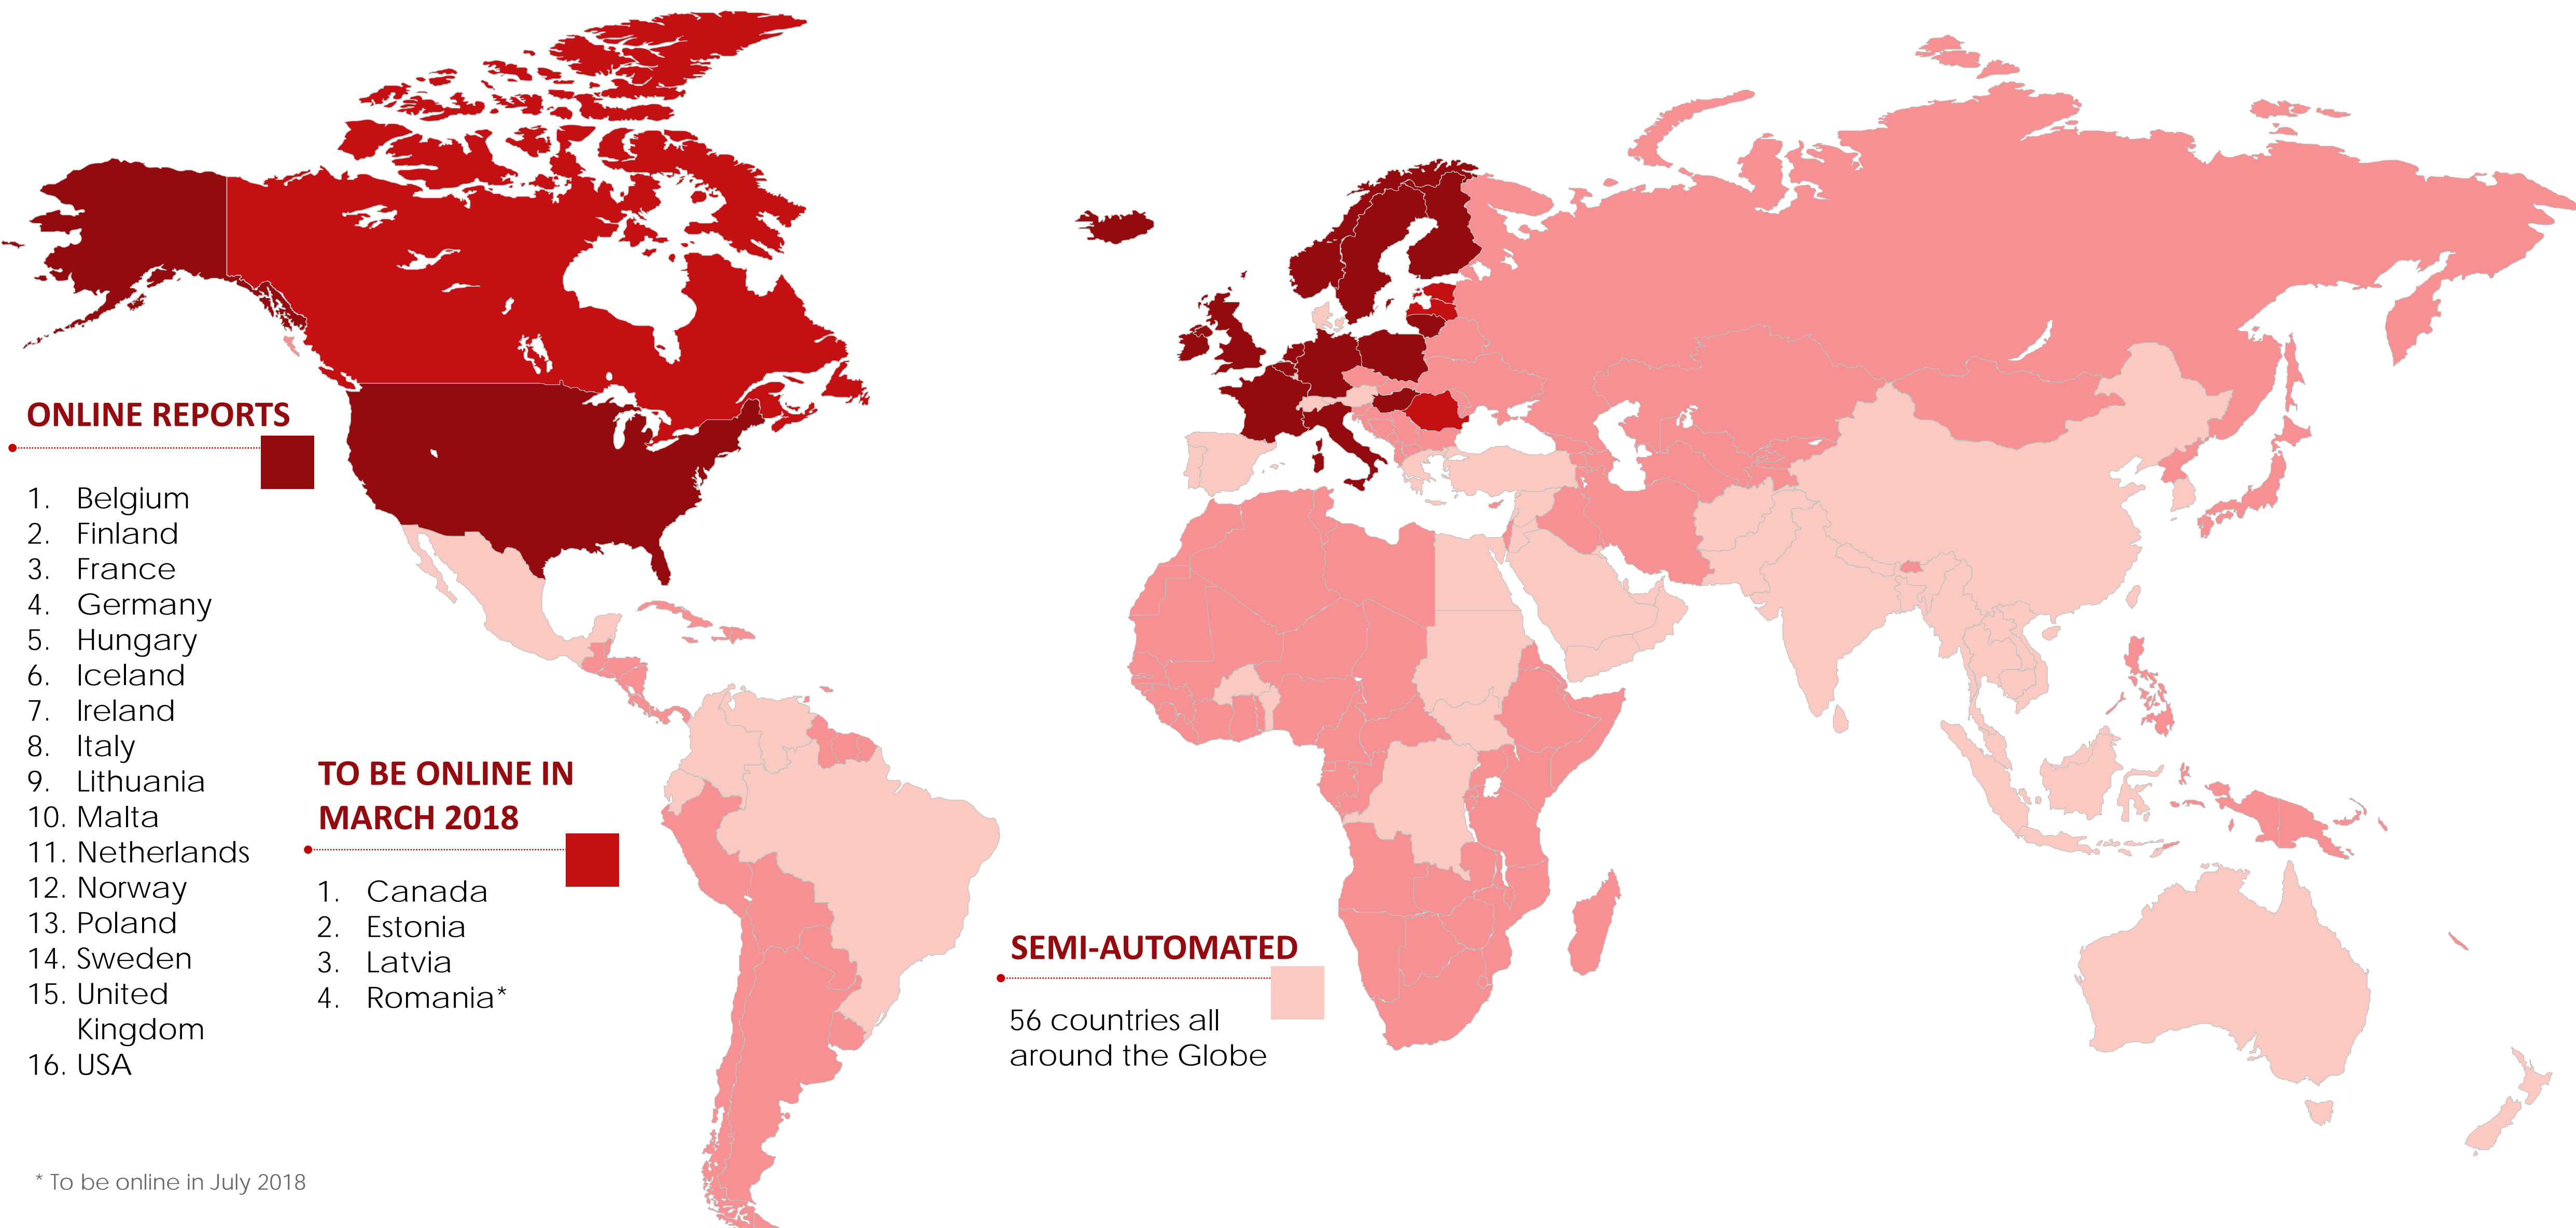 ONLINE REPORTS
1. Belgium
2. Finland
3. France
4. Germany
5. Hungary
6. Iceland
7. Ireland
8. Italy
9. Lithuania
10. Malta
11. Netherlands
12. Norway
13. Poland
14. Sweden
15. United
Kingdom
16. USA
TO BE ONLINE IN
MARCH 2018
1. Canada
2. Estonia
3. Latvia
4. Romania*
SEMI-AUTOMATED
56 countries all
around the Globe
* To be online in July 2018